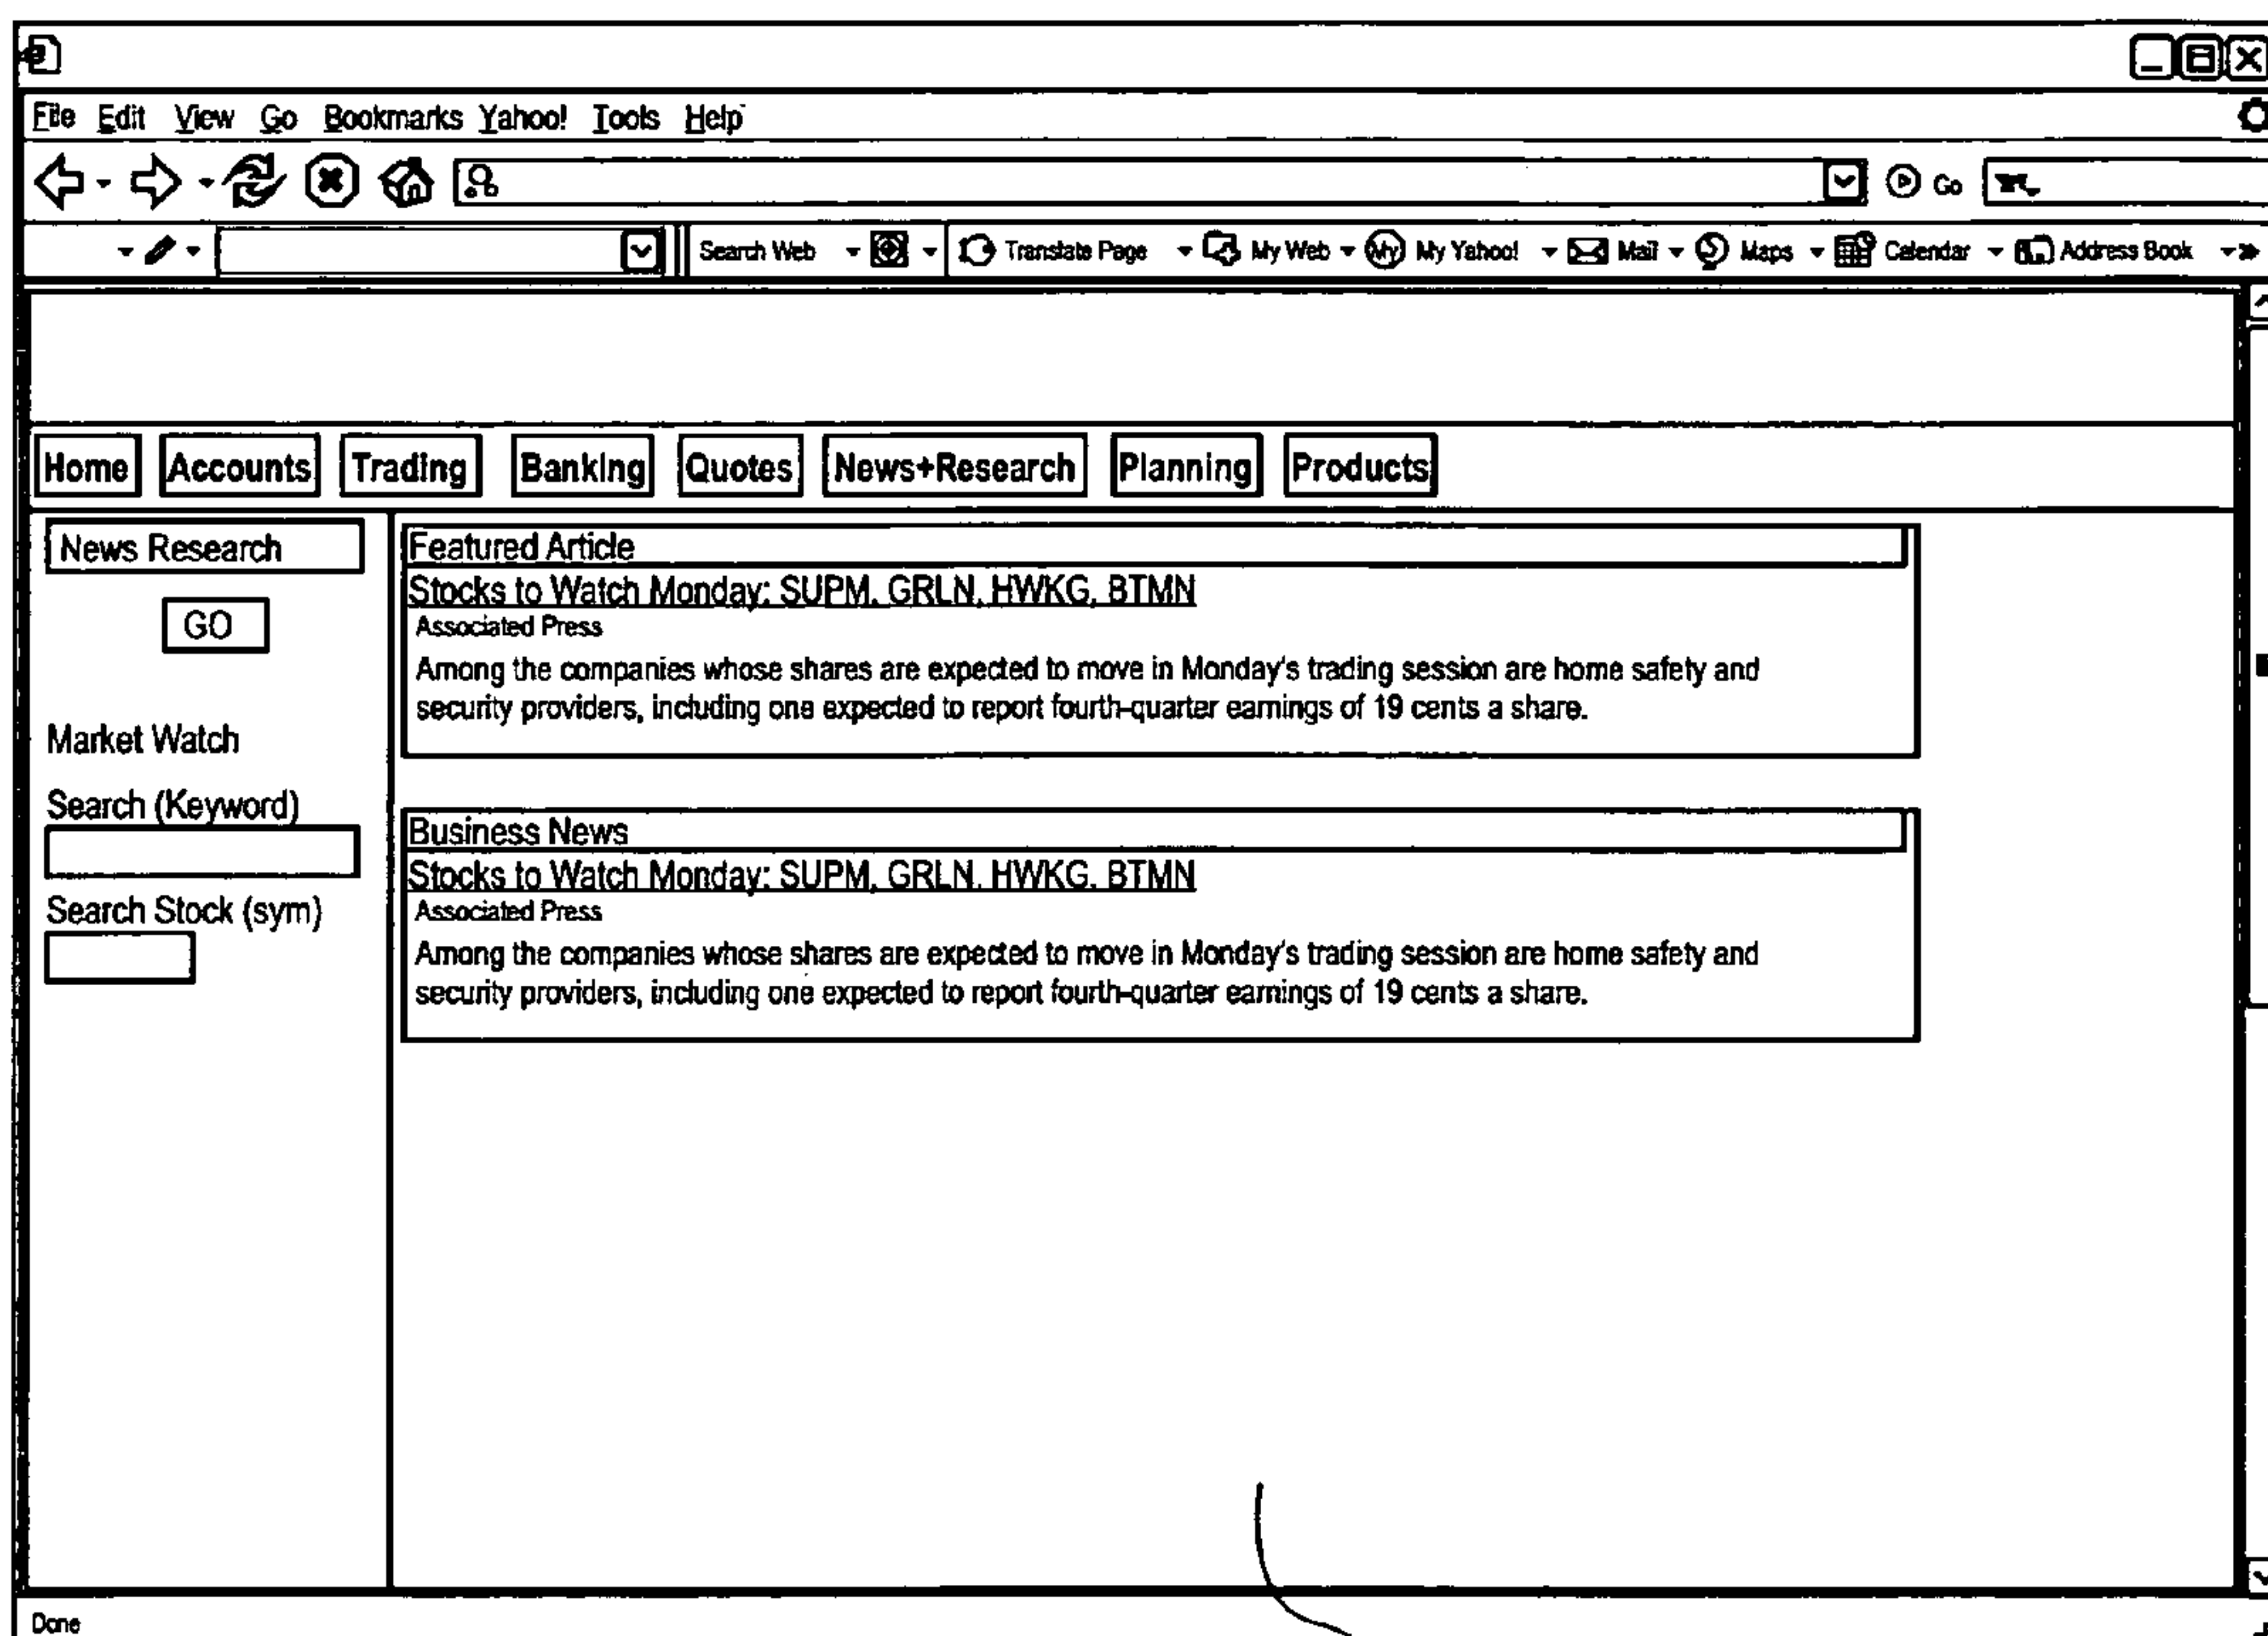 File Edit View Go Bookmarks Yahoo! Tools Help
Go
Search Web Translate Page My Web My My Yahoo! Mail Maps Calendar Address Book
Home Accounts Trading Banking Quotes News+Research Planning Products
News Research
GO
Market Watch
Search (Keyword)
Search Stock (sym)
Featured Article
Stocks to Watch Monday: SUPM, GRLN, HWKG, BTMN
Associated Press
Among the companies whose shares are expected to move in Monday's trading session are home safety and
security providers, including one expected to report fourth-quarter earnings of 19 cents a share.
Business News
Stocks to Watch Monday: SUPM, GRLN, HWKG, BTMN
Associated Press
Among the companies whose shares are expected to move in Monday's trading session are home safety and
security providers, including one expected to report fourth-quarter earnings of 19 cents a share.
Done